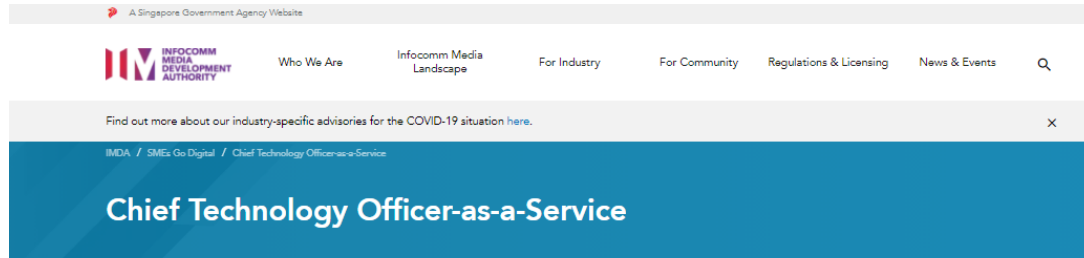 A Singapore Government Agency Website
INFOCOMM
MEDIA
DEVELOPMENT
AUTHORITY
Who We Are
Infocomm Media
Landscape
For Industry
For Community
Regulations & Licensing
News & Events
Find out more about our industry-specific advisories for the COVID-19 situation here.
IMDA / SMEs Go Digital / Chief Technology Officer-as-a-Service
Chief Technology Officer-as-a-Service